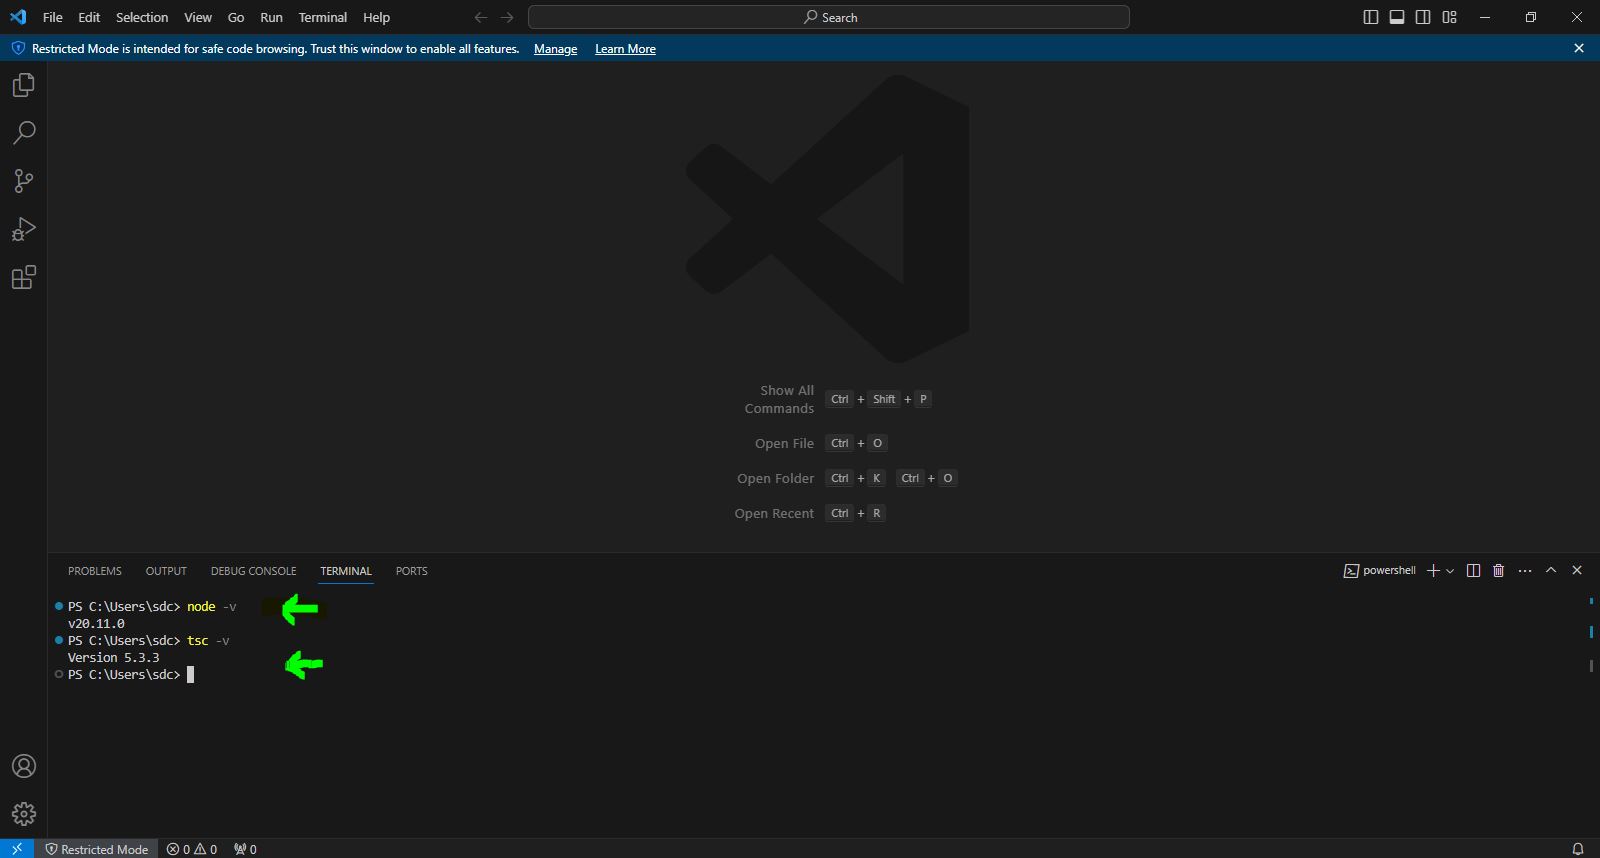 File Edit Selection View Go Run Terminal Help Search
Restricted Mode is intended for safe code browsing. Trust this window to enable all features. Manage Learn More
Show All
Commands Ctrl + Shift + P
Open File Ctrl + O
Open Folder Ctrl + K Ctrl + O
Open Recent Ctrl + R
PROBLEMS OUTPUT DEBUG CONSOLE TERMINAL PORTS powershell
PS C:\Users\sdc> node -v
v20.11.0
PS C:\Users\sdc> tsc -v
Version 5.3.3
PS C:\Users\sdc>
Restricted Mode 0 0 0